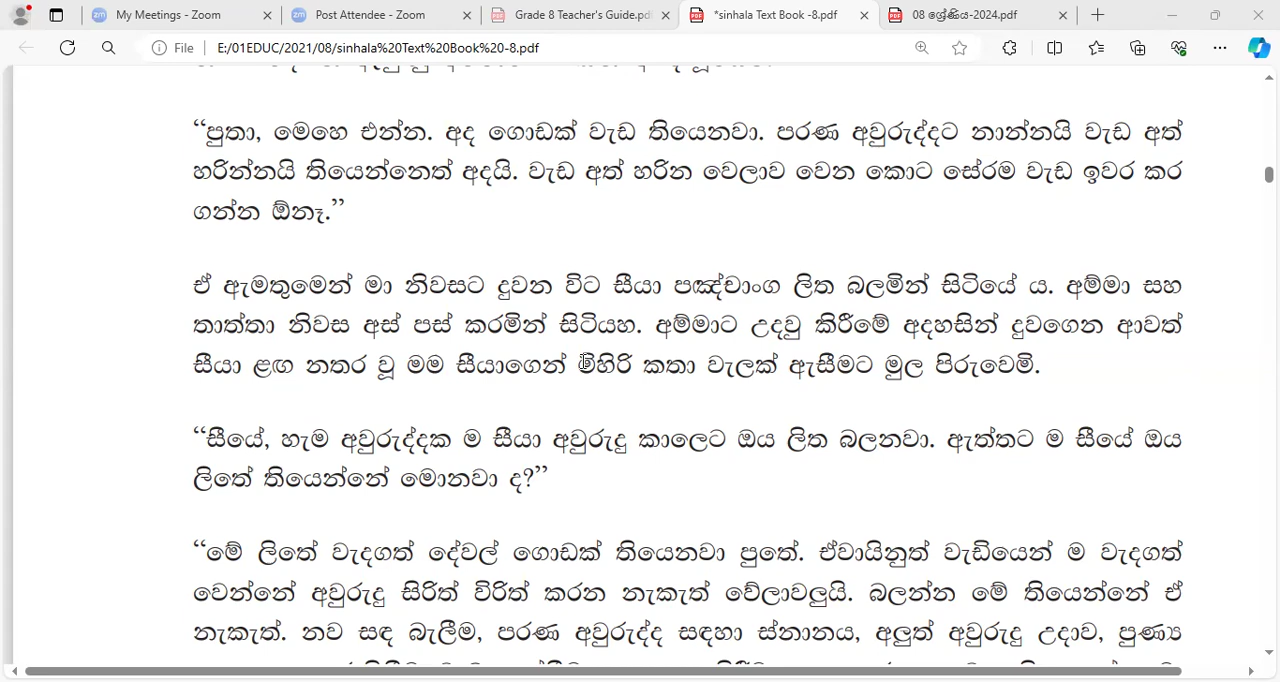 My Meetings - Zoom
Post Attendee - Zoom
Grade 8 Teacher's Guide.pdf
*sinhala Text Book -8.pdf
08 ශ්‍රේණිය-2024.pdf
File | E:/01EDUC/2021/08/sinhala%20Text%20Book%20-8.pdf
“පුතා, මෙහෙ එන්න. අද ගොඩක් වැඩ තියෙනවා. පරණ අවුරුද්දට නාන්නයි වැඩ අත්
හරින්නයි තියෙන්නෙත් අදයි. වැඩ අත් හරින වෙලාව වෙන කොට සේරම වැඩ ඉවර කර
ගන්න ඕනෑ.”
ඒ ඇමතුමෙන් මා නිවසට දුවන විට සීයා පඤ්චාංග ලිත බලමින් සිටියේ ය. අම්මා සහ
තාත්තා නිවස අස් පස් කරමින් සිටියහ. අම්මාට උදවු කිරීමේ අදහසින් දුවගෙන ආවත්
සීයා ළඟ නතර වූ මම සීයාගෙන් මිහිරි කතා වැලක් ඇසීමට මුල පිරුවෙමි.
“සීයේ, හැම අවුරුද්දක ම සීයා අවුරුදු කාලෙට ඔය ලිත බලනවා. ඇත්තට ම සීයේ ඔය
ලිතේ තියෙන්නේ මොනවා ද?”
“මේ ලිතේ වැදගත් දේවල් ගොඩක් තියෙනවා පුතේ. ඒවායිනුත් වැඩියෙන් ම වැදගත්
වෙන්නේ අවුරුදු සිරිත් විරිත් කරන නැකැත් වේලාවලුයි. බලන්න මේ තියෙන්නේ ඒ
නැකැත්. නව සඳ බැලීම, පරණ අවුරුද්ද සඳහා ස්නානය, අලුත් අවුරුදු උදාව, පුණ්‍ය